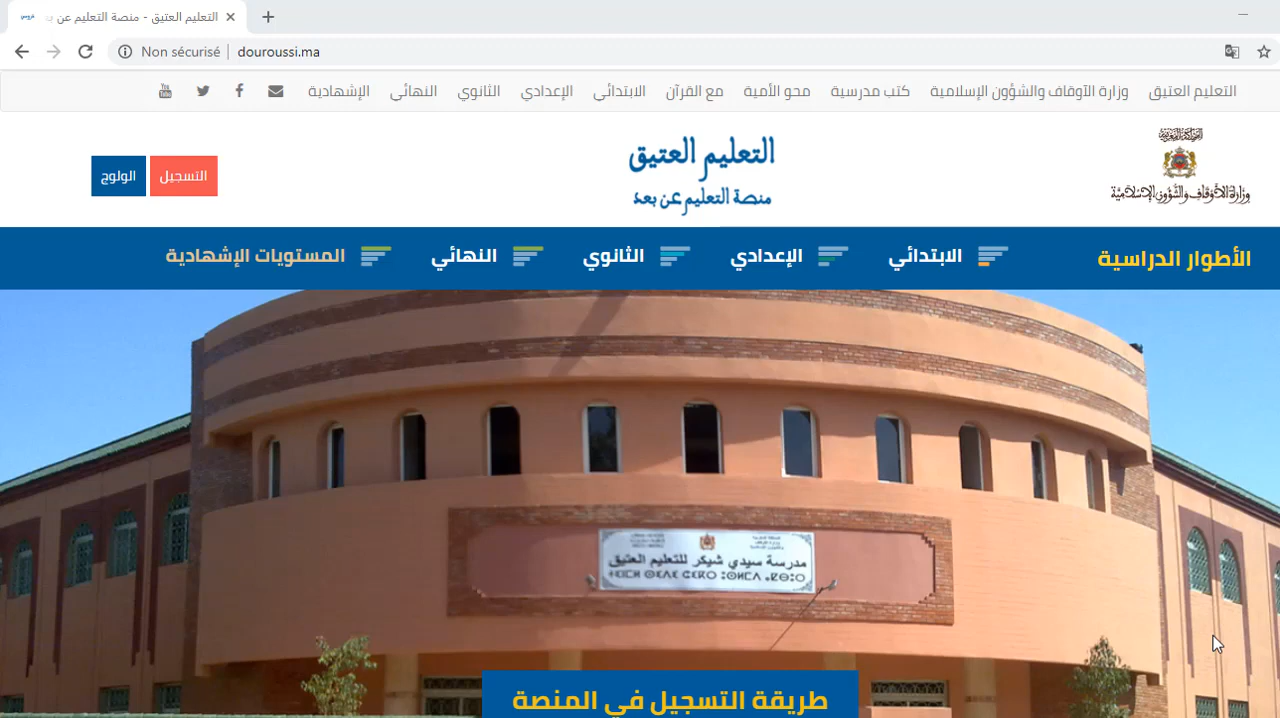 التعليم العتيق - منصة التعليم عن بع
Non sécurisé
douroussi.ma
التعليم العتيق
وزارة الأوقاف والشؤون الإسلامية
كتب مدرسية
محو الأمية
مع القرآن
الابتدائي
الإعدادي
الثانوي
النهائي
الإشهادية
You
وزارة الأوقاف والشؤون الإسلامية
التعليم العتيق
منصة التعليم عن بعد
التسجيل
الولوج
الأطوار الدراسية
الابتدائي
الإعدادي
الثانوي
النهائي
المستويات الإشهادية
مدرسة سيدي شيكر للتعليم العتيق
طريقة التسجيل في المنصة